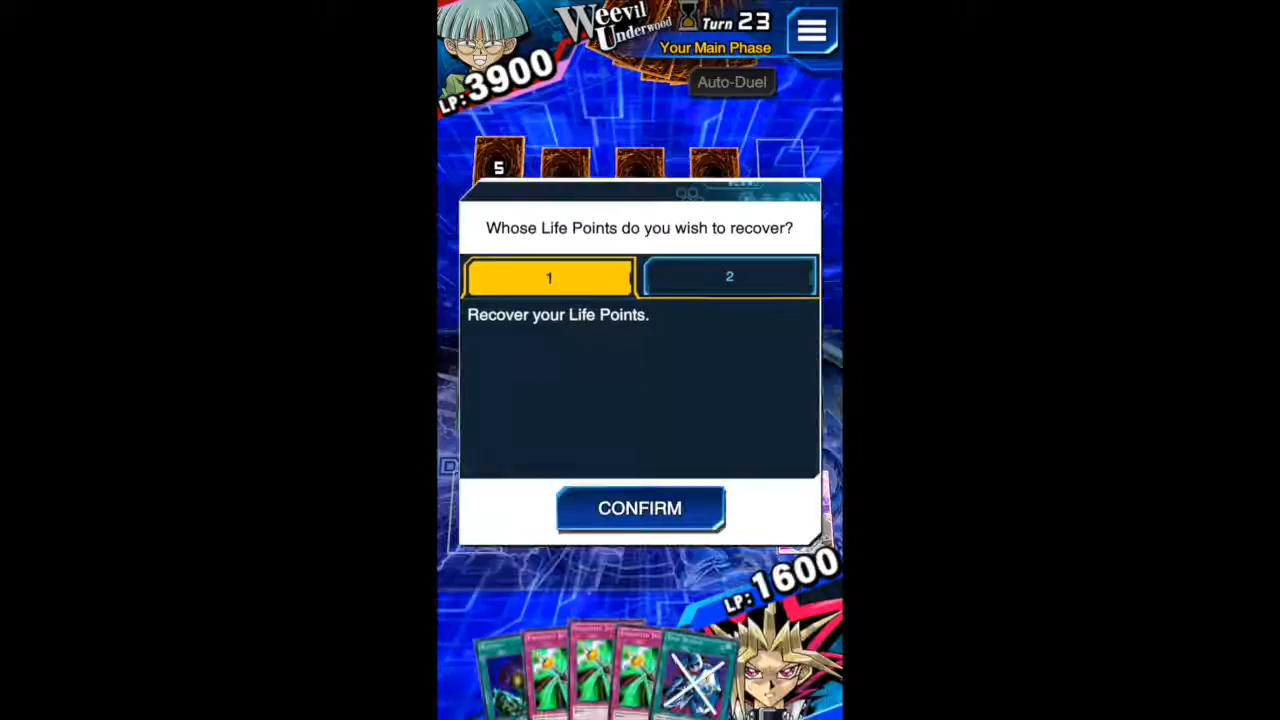 Weevil
Underwood
Turn 23
Your Main Phase
LP:3900
Auto-Duel
5
Whose Life Points do you wish to recover?
1
2
Recover your Life Points.
CONFIRM
LP:1600